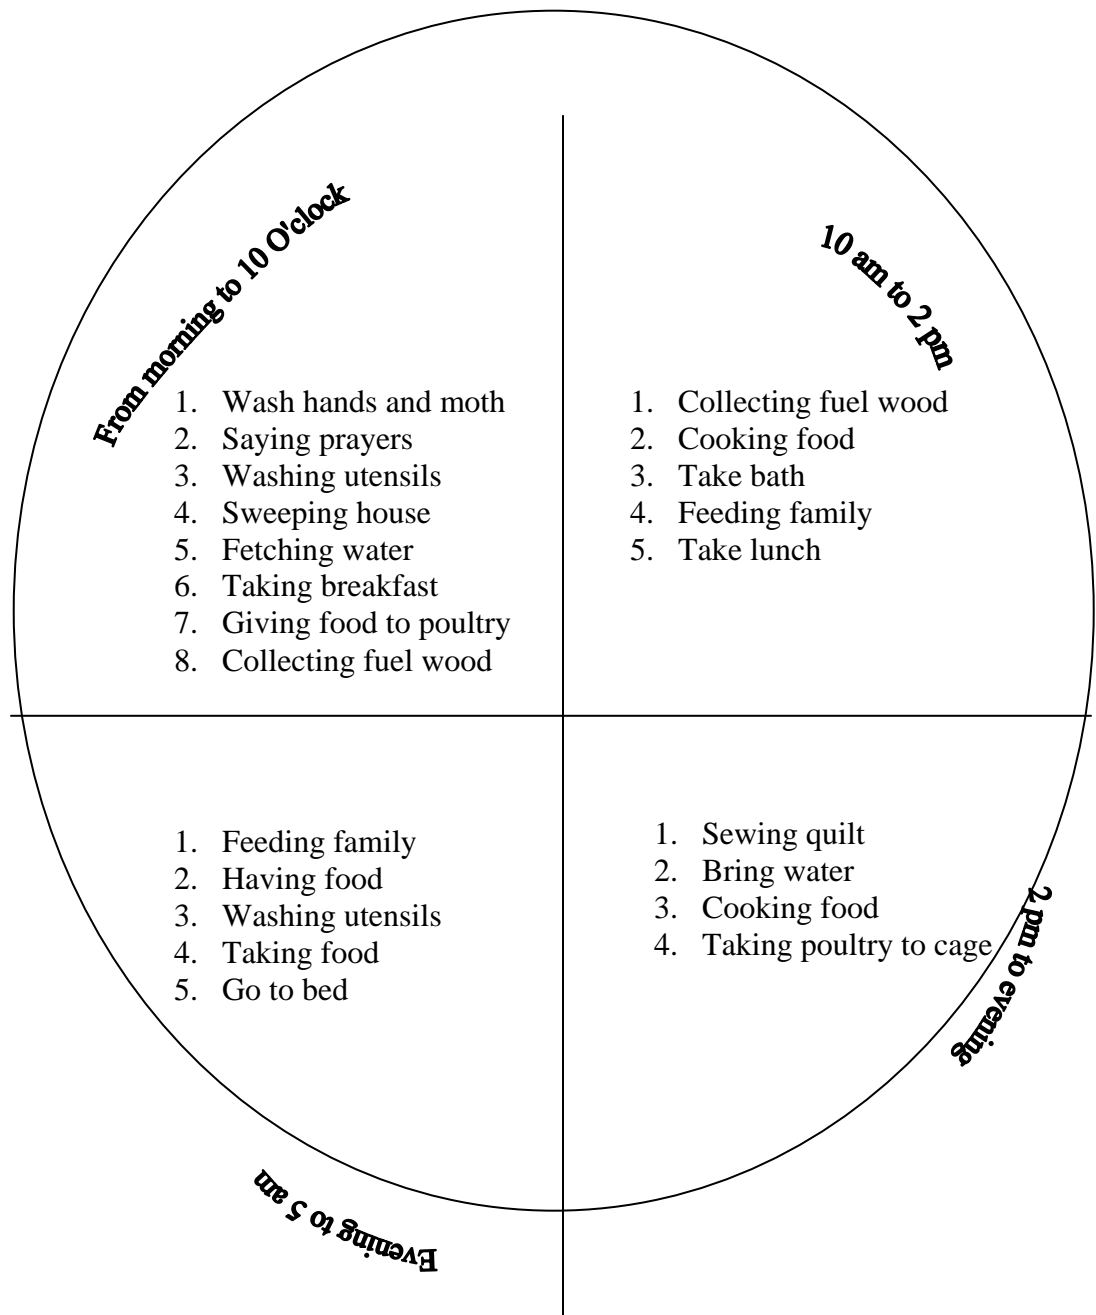 From morning to 10 O'clock
1. Wash hands and moth
2. Saying prayers
3. Washing utensils
4. Sweeping house
5. Fetching water
6. Taking breakfast
7. Giving food to poultry
8. Collecting fuel wood
10 am to 2 pm
1. Collecting fuel wood
2. Cooking food
3. Take bath
4. Feeding family
5. Take lunch
1. Sewing quilt
2. Bring water
3. Cooking food
4. Taking poultry to cage
2 pm to evening
1. Feeding family
2. Having food
3. Washing utensils
4. Taking food
5. Go to bed
Evening to 5 am